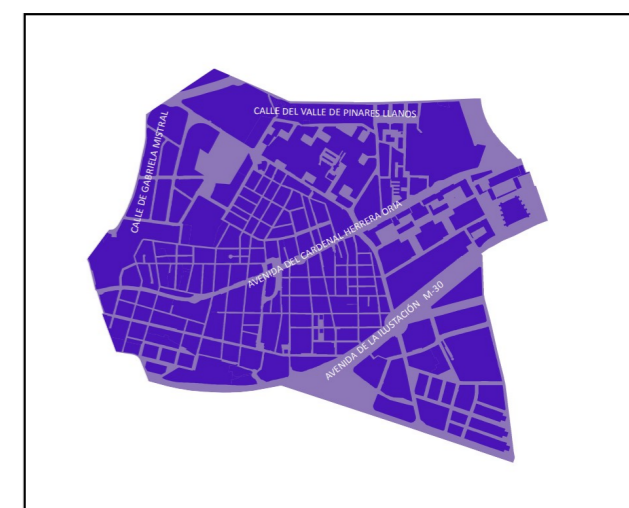 CALLE DEL VALLE DE PINARES LLANOS
CALLE DE GABRIELA MISTRAL
AVENIDA DEL CARDENAL HERRERA ORIA
AVENIDA DE LA ILUSTACIÓN M-30